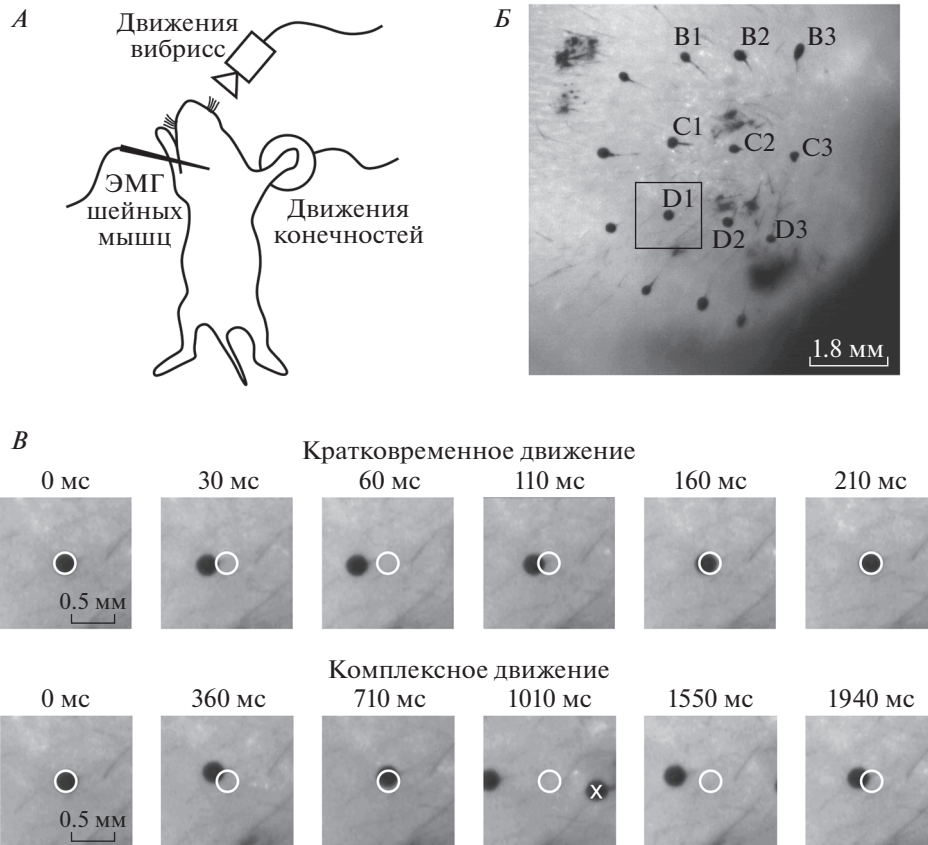 А
Движения
вибрисс
ЭМГ
шейных
мышц
Движения
конечностей
Б
B1 B2 B3
C1 C2 C3
D1 D2 D3
1.8 мм
В
Кратковременное движение
0 мс 30 мс 60 мс 110 мс 160 мс 210 мс
0.5 мм
Комплексное движение
0 мс 360 мс 710 мс 1010 мс 1550 мс 1940 мс
x
0.5 мм